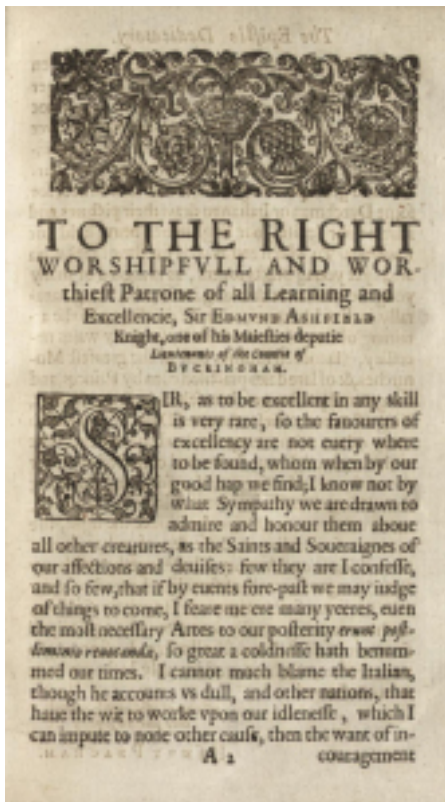 TO THE RIGHT
WORSHIPFVLL AND WOR-
thieſt Patrone of all Learning and
Excellencie, Sir EDMVND ASHFIELD
Knight, one of his Maieſties deputie
Lieutenants of the Countie of
BVCKINGHAM.
SIR, as to be excellent in any skill
is very rare, ſo the fauourers of
excellency are not euery where
to be found, whom when by our
good hap we find; I know not by
what Sympathy we are drawn to
admire and honour them aboue
all other creatures, as the Saints and Soueraignes of
our affections and deuiſes: few they are I confeſſe,
and ſo few, that if by euents fore-paſt we may iudge
of things to come, I feare me ere many yeeres, euen
the moſt neceſſary Artes to our poſterity erunt poſt-
liminio reuocanda, ſo great a coldneſſe hath benum-
med our times. I cannot much blame the Italian,
though he accounts vs dull, and other nations, that
haue the wit to worke vpon our idleneſſe, which I
can impute to none other cauſe, then the want of in-
A 2 couragement